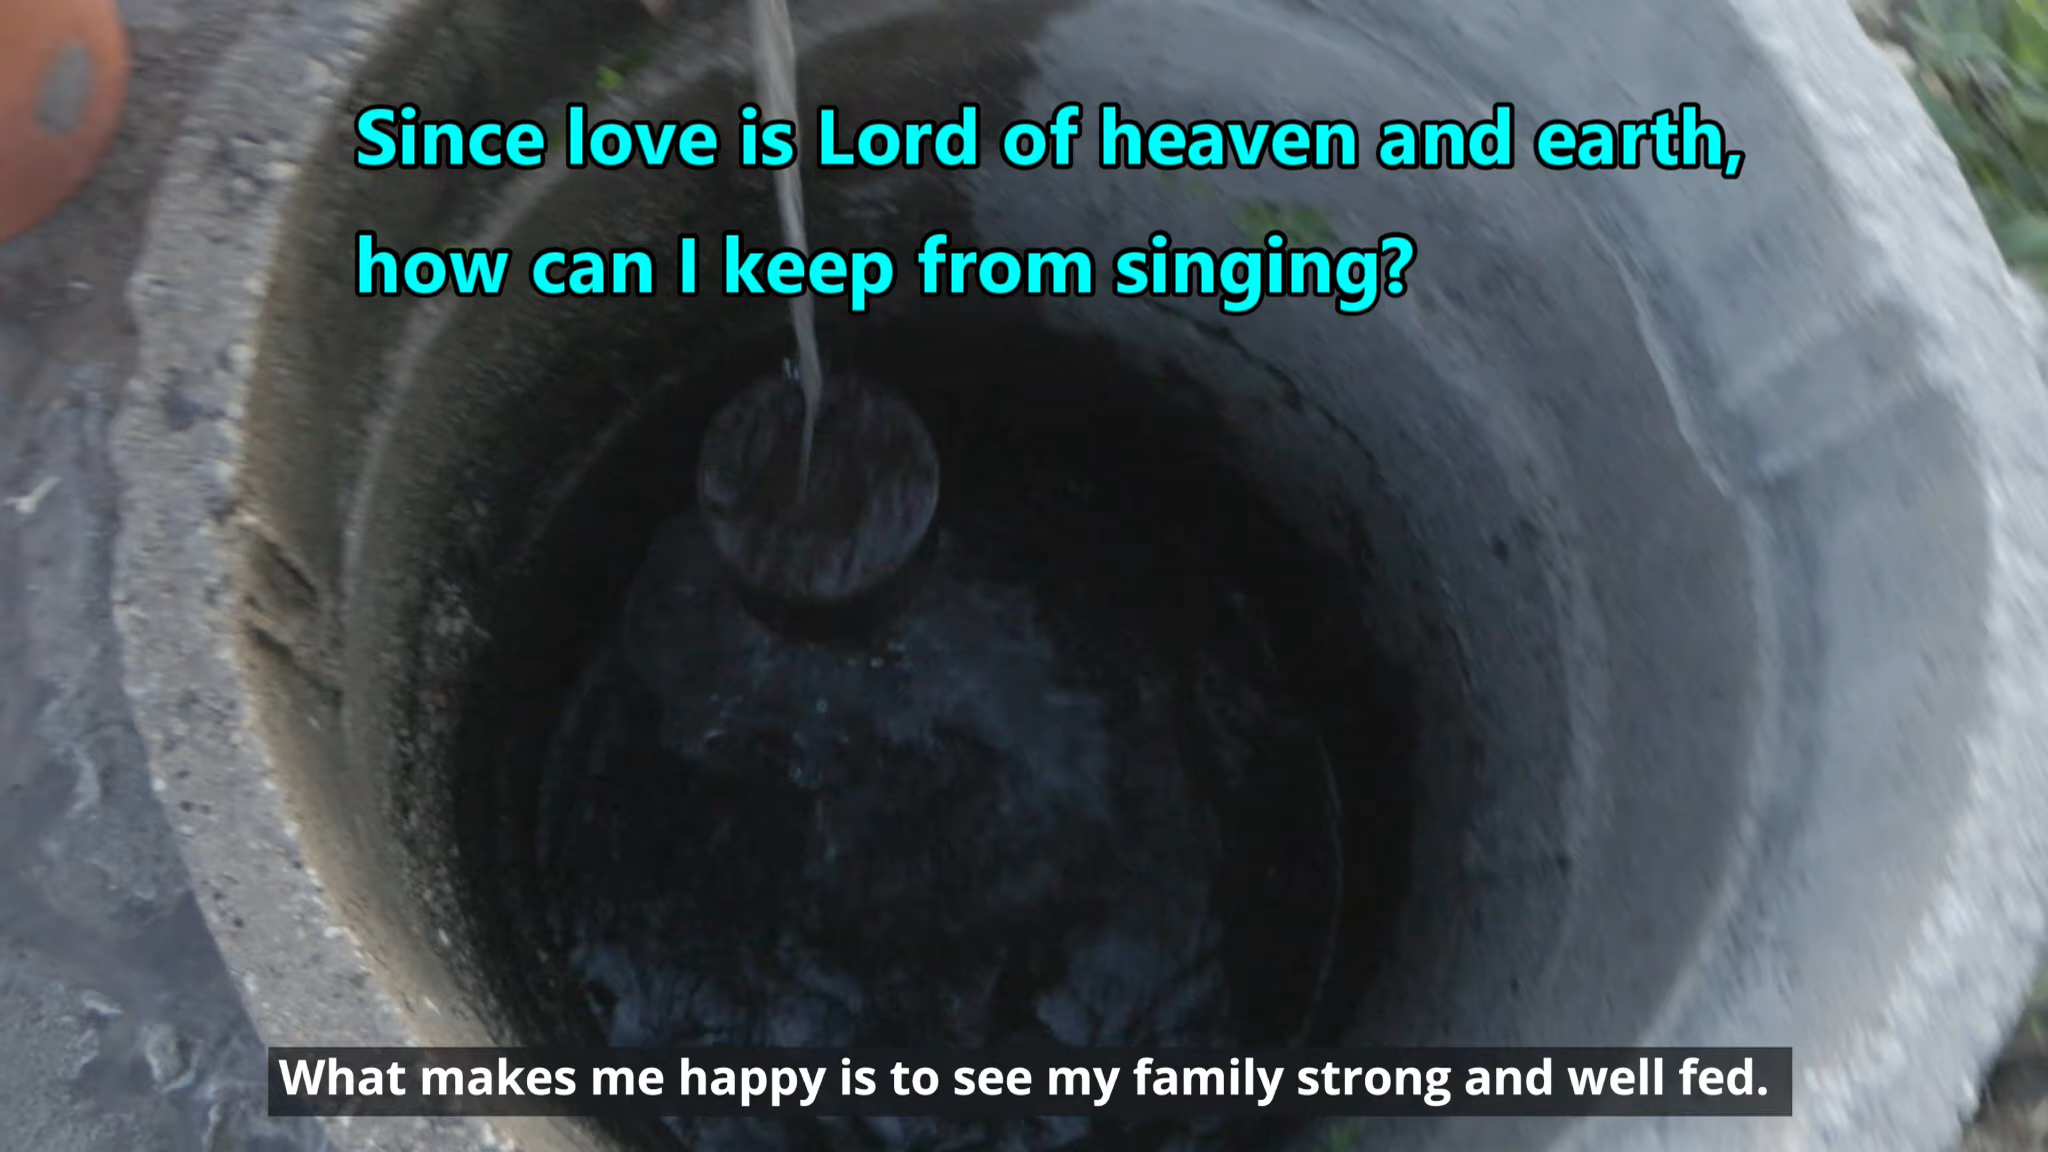 Since love is Lord of heaven and earth,
how can I keep from singing?
What makes me happy is to see my family strong and well fed.